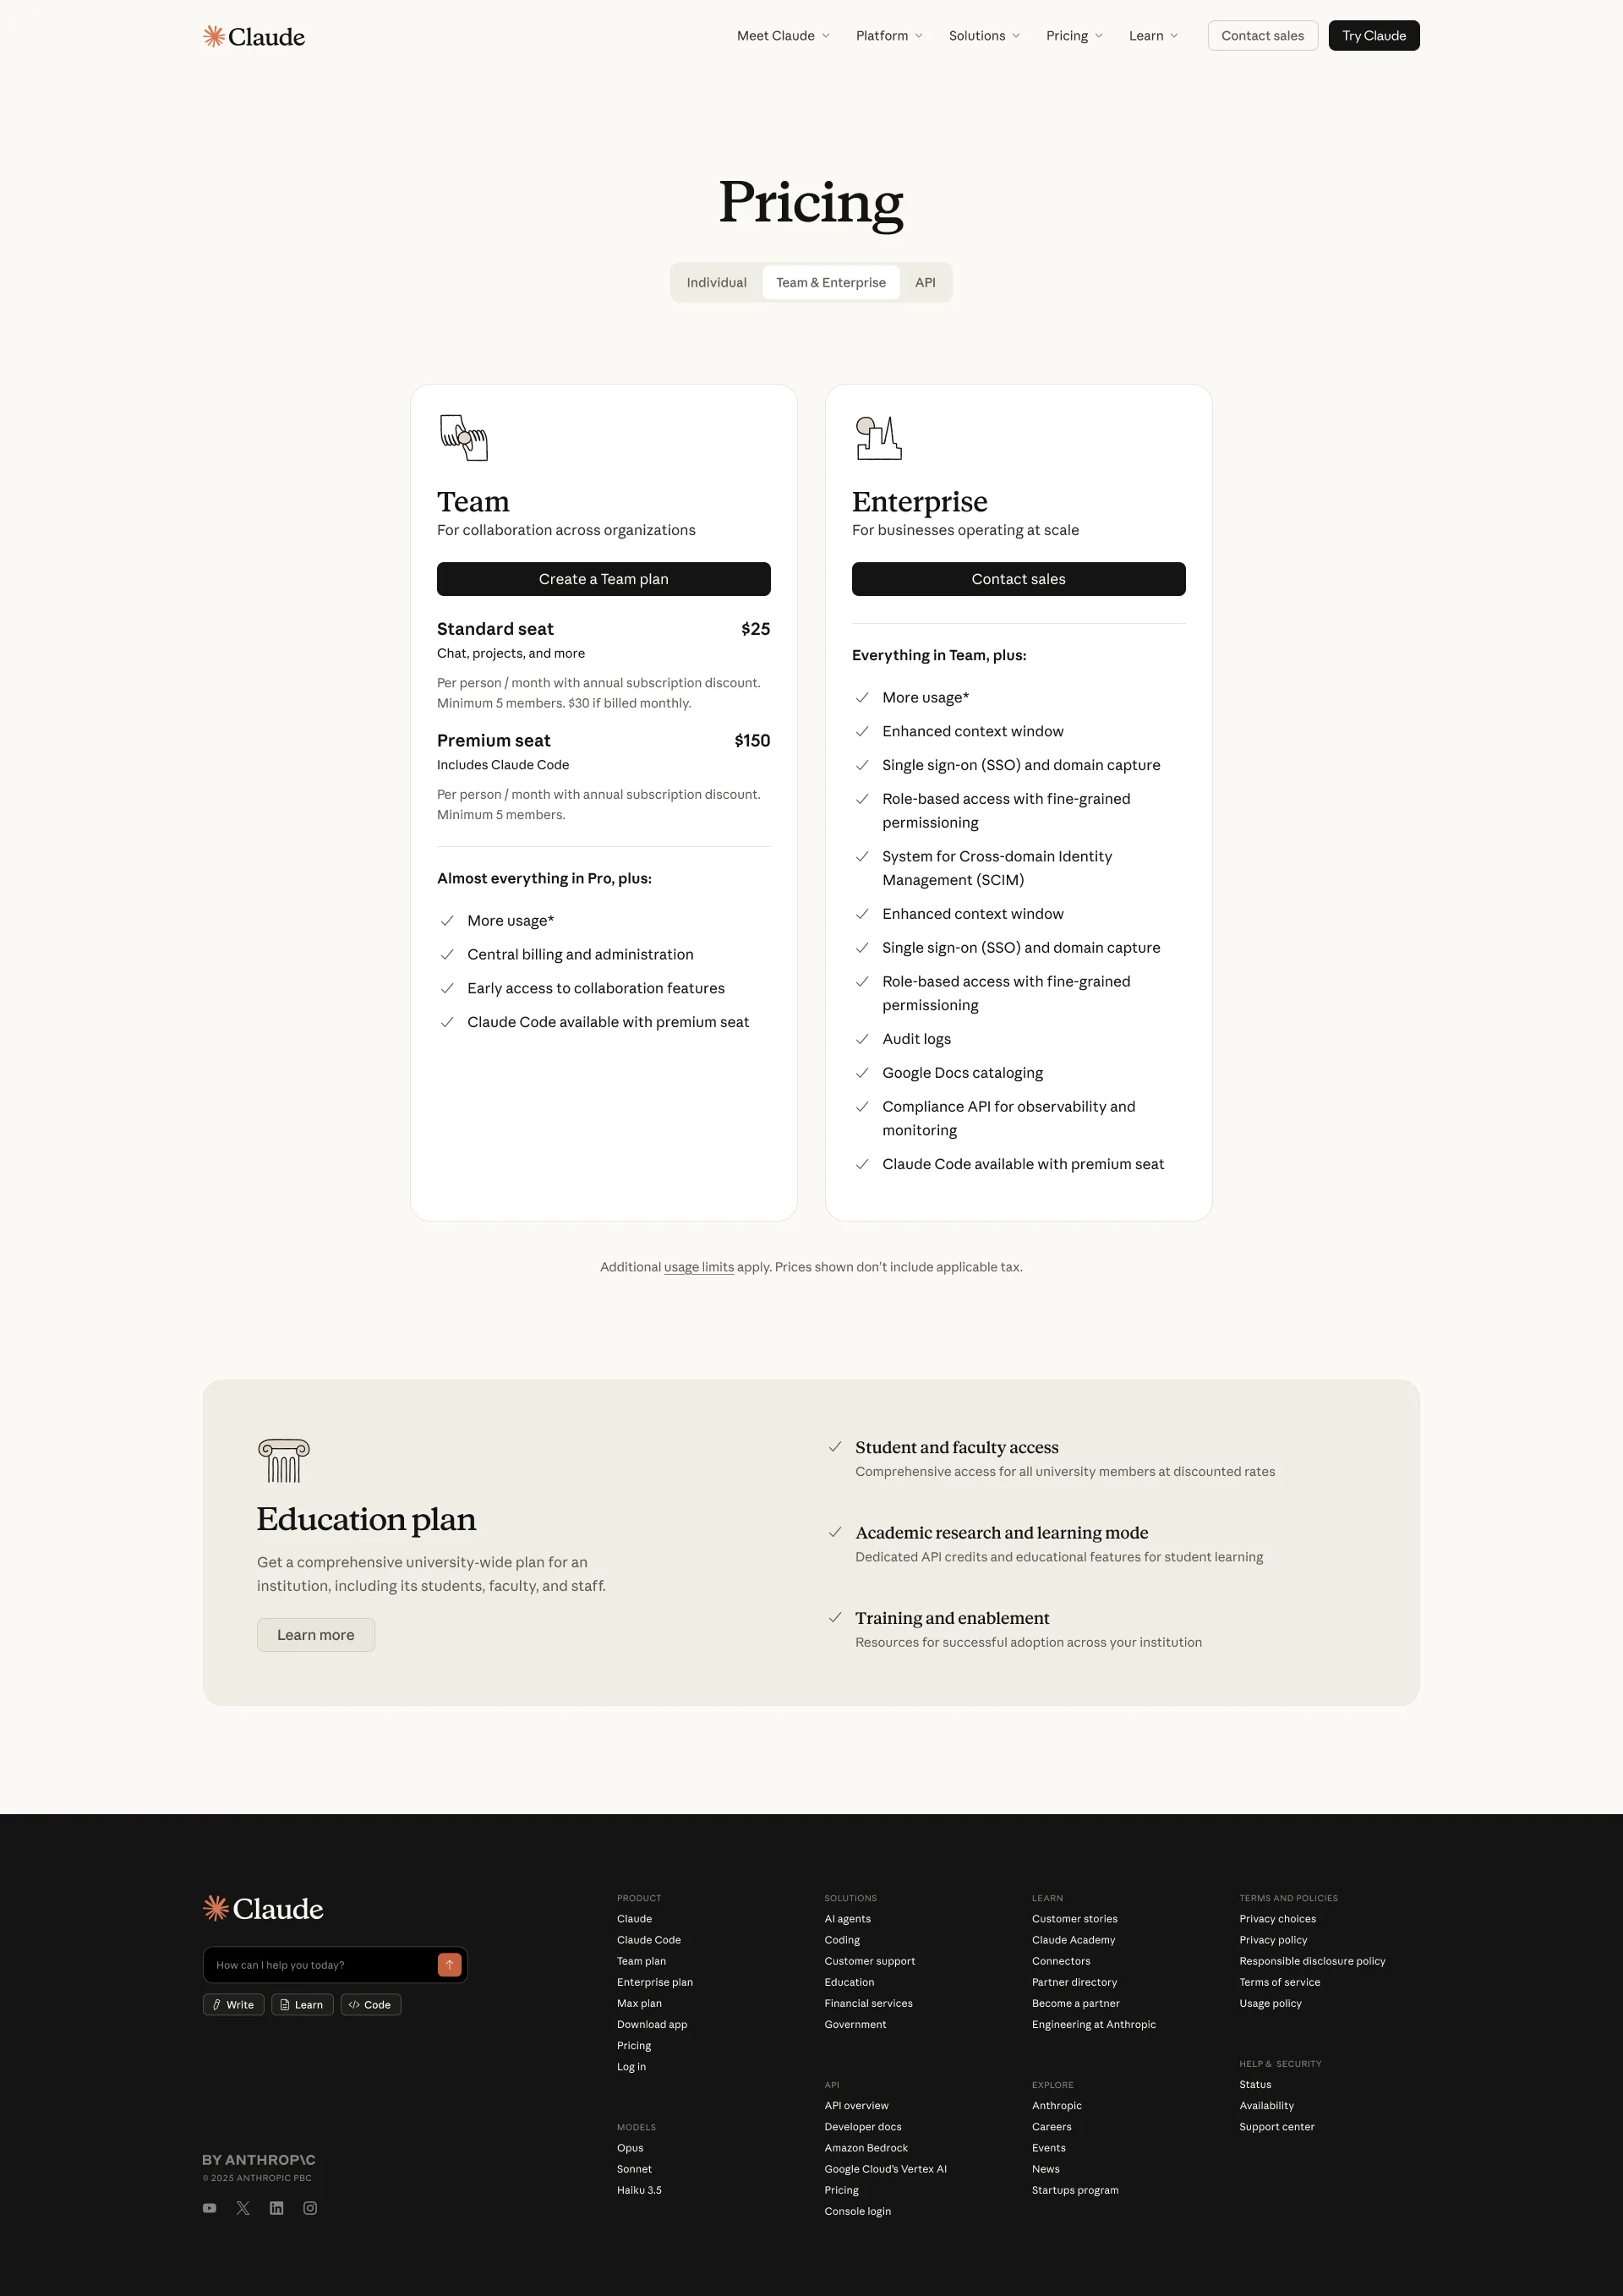 Claude
Meet Claude
Platform
Solutions
Pricing
Learn
Contact sales
Try Claude
Pricing
Individual
Team & Enterprise
API
Team
For collaboration across organizations
Create a Team plan
Standard seat $25
Chat, projects, and more
Per person / month with annual subscription discount.
Minimum 5 members. $30 if billed monthly.
Premium seat $150
Includes Claude Code
Per person / month with annual subscription discount.
Minimum 5 members.
Almost everything in Pro, plus:
More usage*
Central billing and administration
Early access to collaboration features
Claude Code available with premium seat
Enterprise
For businesses operating at scale
Contact sales
Everything in Team, plus:
More usage*
Enhanced context window
Single sign-on (SSO) and domain capture
Role-based access with fine-grained
permissioning
System for Cross-domain Identity
Management (SCIM)
Enhanced context window
Single sign-on (SSO) and domain capture
Role-based access with fine-grained
permissioning
Audit logs
Google Docs cataloging
Compliance API for observability and
monitoring
Claude Code available with premium seat
Additional usage limits apply. Prices shown don't include applicable tax.
Education plan
Get a comprehensive university-wide plan for an
institution, including its students, faculty, and staff.
Learn more
Student and faculty access
Comprehensive access for all university members at discounted rates
Academic research and learning mode
Dedicated API credits and educational features for student learning
Training and enablement
Resources for successful adoption across your institution
Claude
How can I help you today?
Write
Learn
Code
BY ANTHROP\C
© 2025 ANTHROPIC PBC
PRODUCT
Claude
Claude Code
Team plan
Enterprise plan
Max plan
Download app
Pricing
Log in
MODELS
Opus
Sonnet
Haiku 3.5
SOLUTIONS
AI agents
Coding
Customer support
Education
Financial services
Government
API
API overview
Developer docs
Amazon Bedrock
Google Cloud's Vertex AI
Pricing
Console login
LEARN
Customer stories
Claude Academy
Connectors
Partner directory
Become a partner
Engineering at Anthropic
EXPLORE
Anthropic
Careers
Events
News
Startups program
TERMS AND POLICIES
Privacy choices
Privacy policy
Responsible disclosure policy
Terms of service
Usage policy
HELP & SECURITY
Status
Availability
Support center